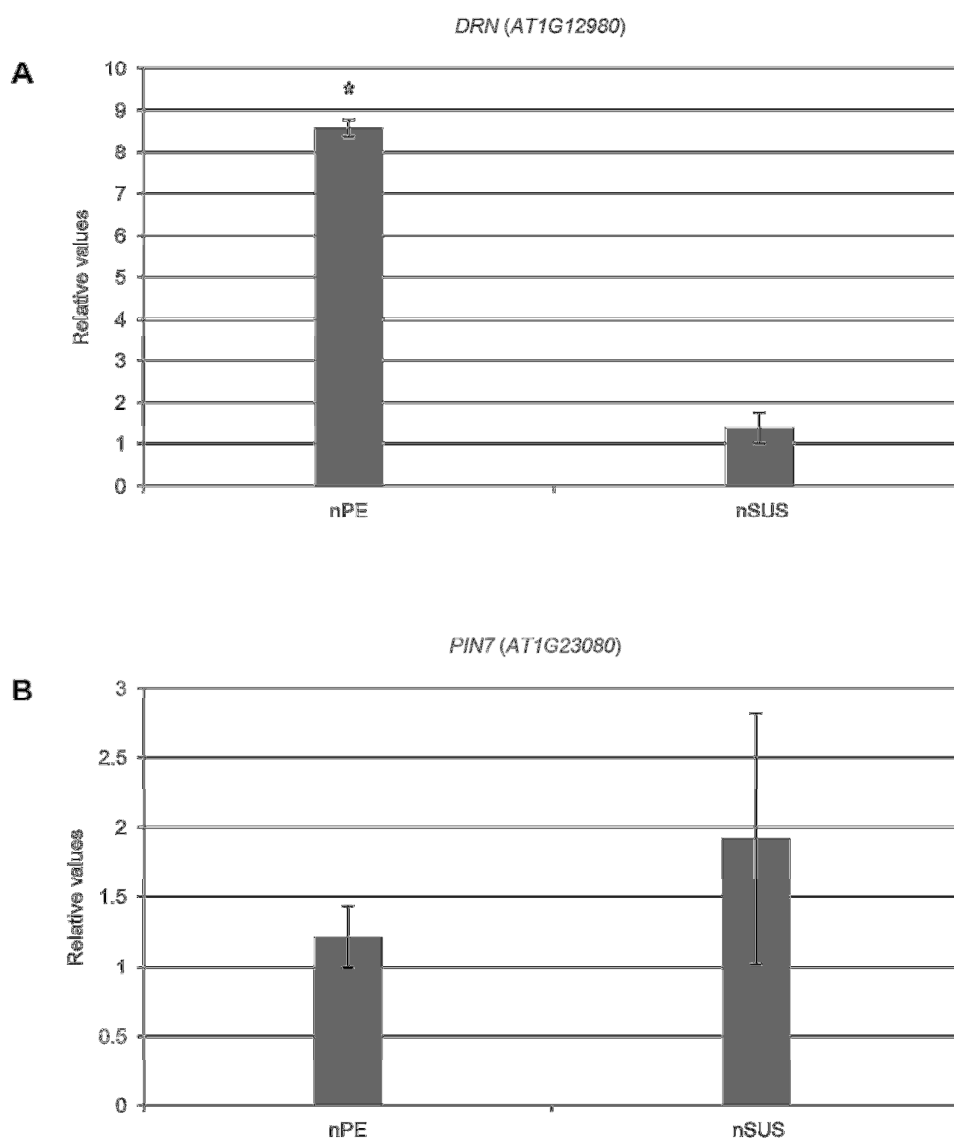 DRN (AT1G12980)
A
10
9
8
7
6
5
4
3
2
1
0
Relative values
*
nPE
nSUS
PIN7 (AT1G23080)
B
3
2.5
2
1.5
1
0.5
0
Relative values
nPE
nSUS